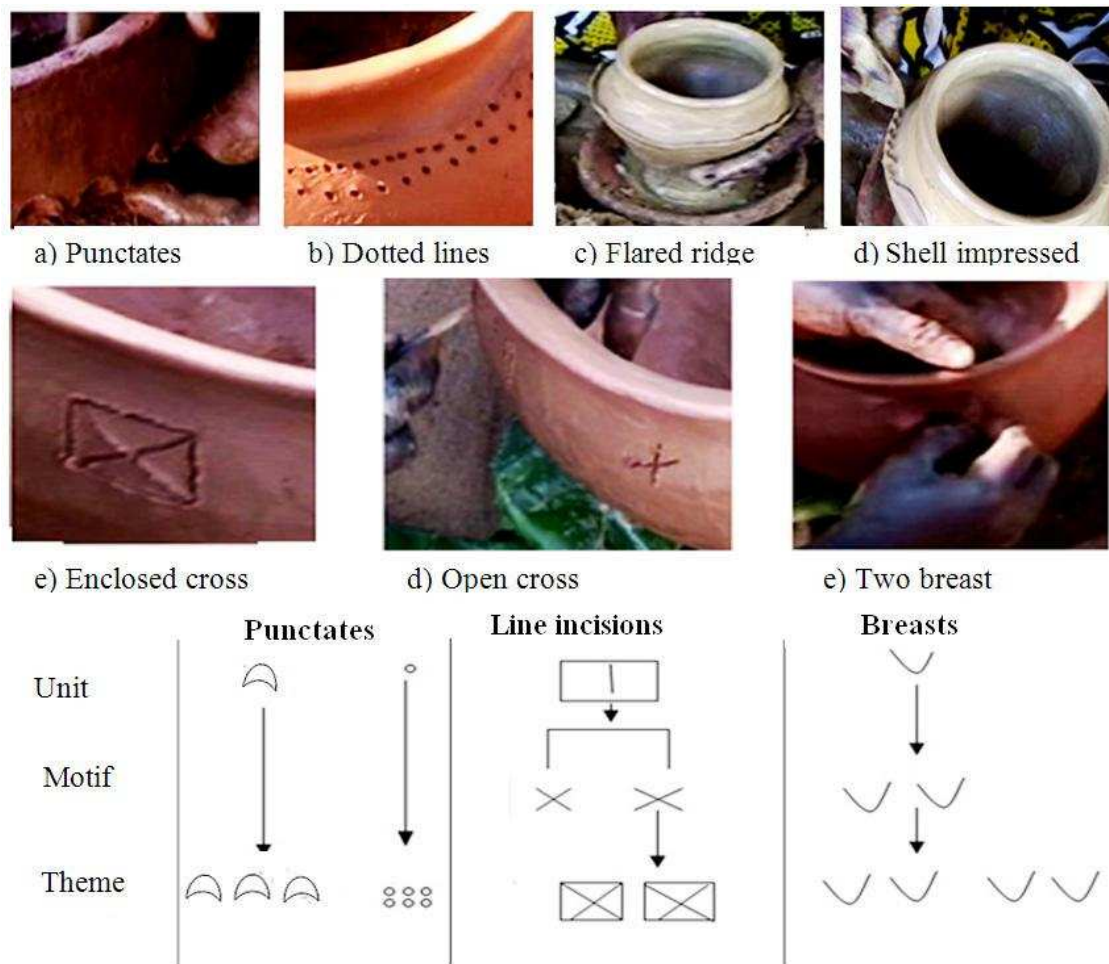 a) Punctates b) Dotted lines c) Flared ridge d) Shell impressed
e) Enclosed cross d) Open cross e) Two breast
Punctates Line incisions Breasts
Unit
Motif
Theme